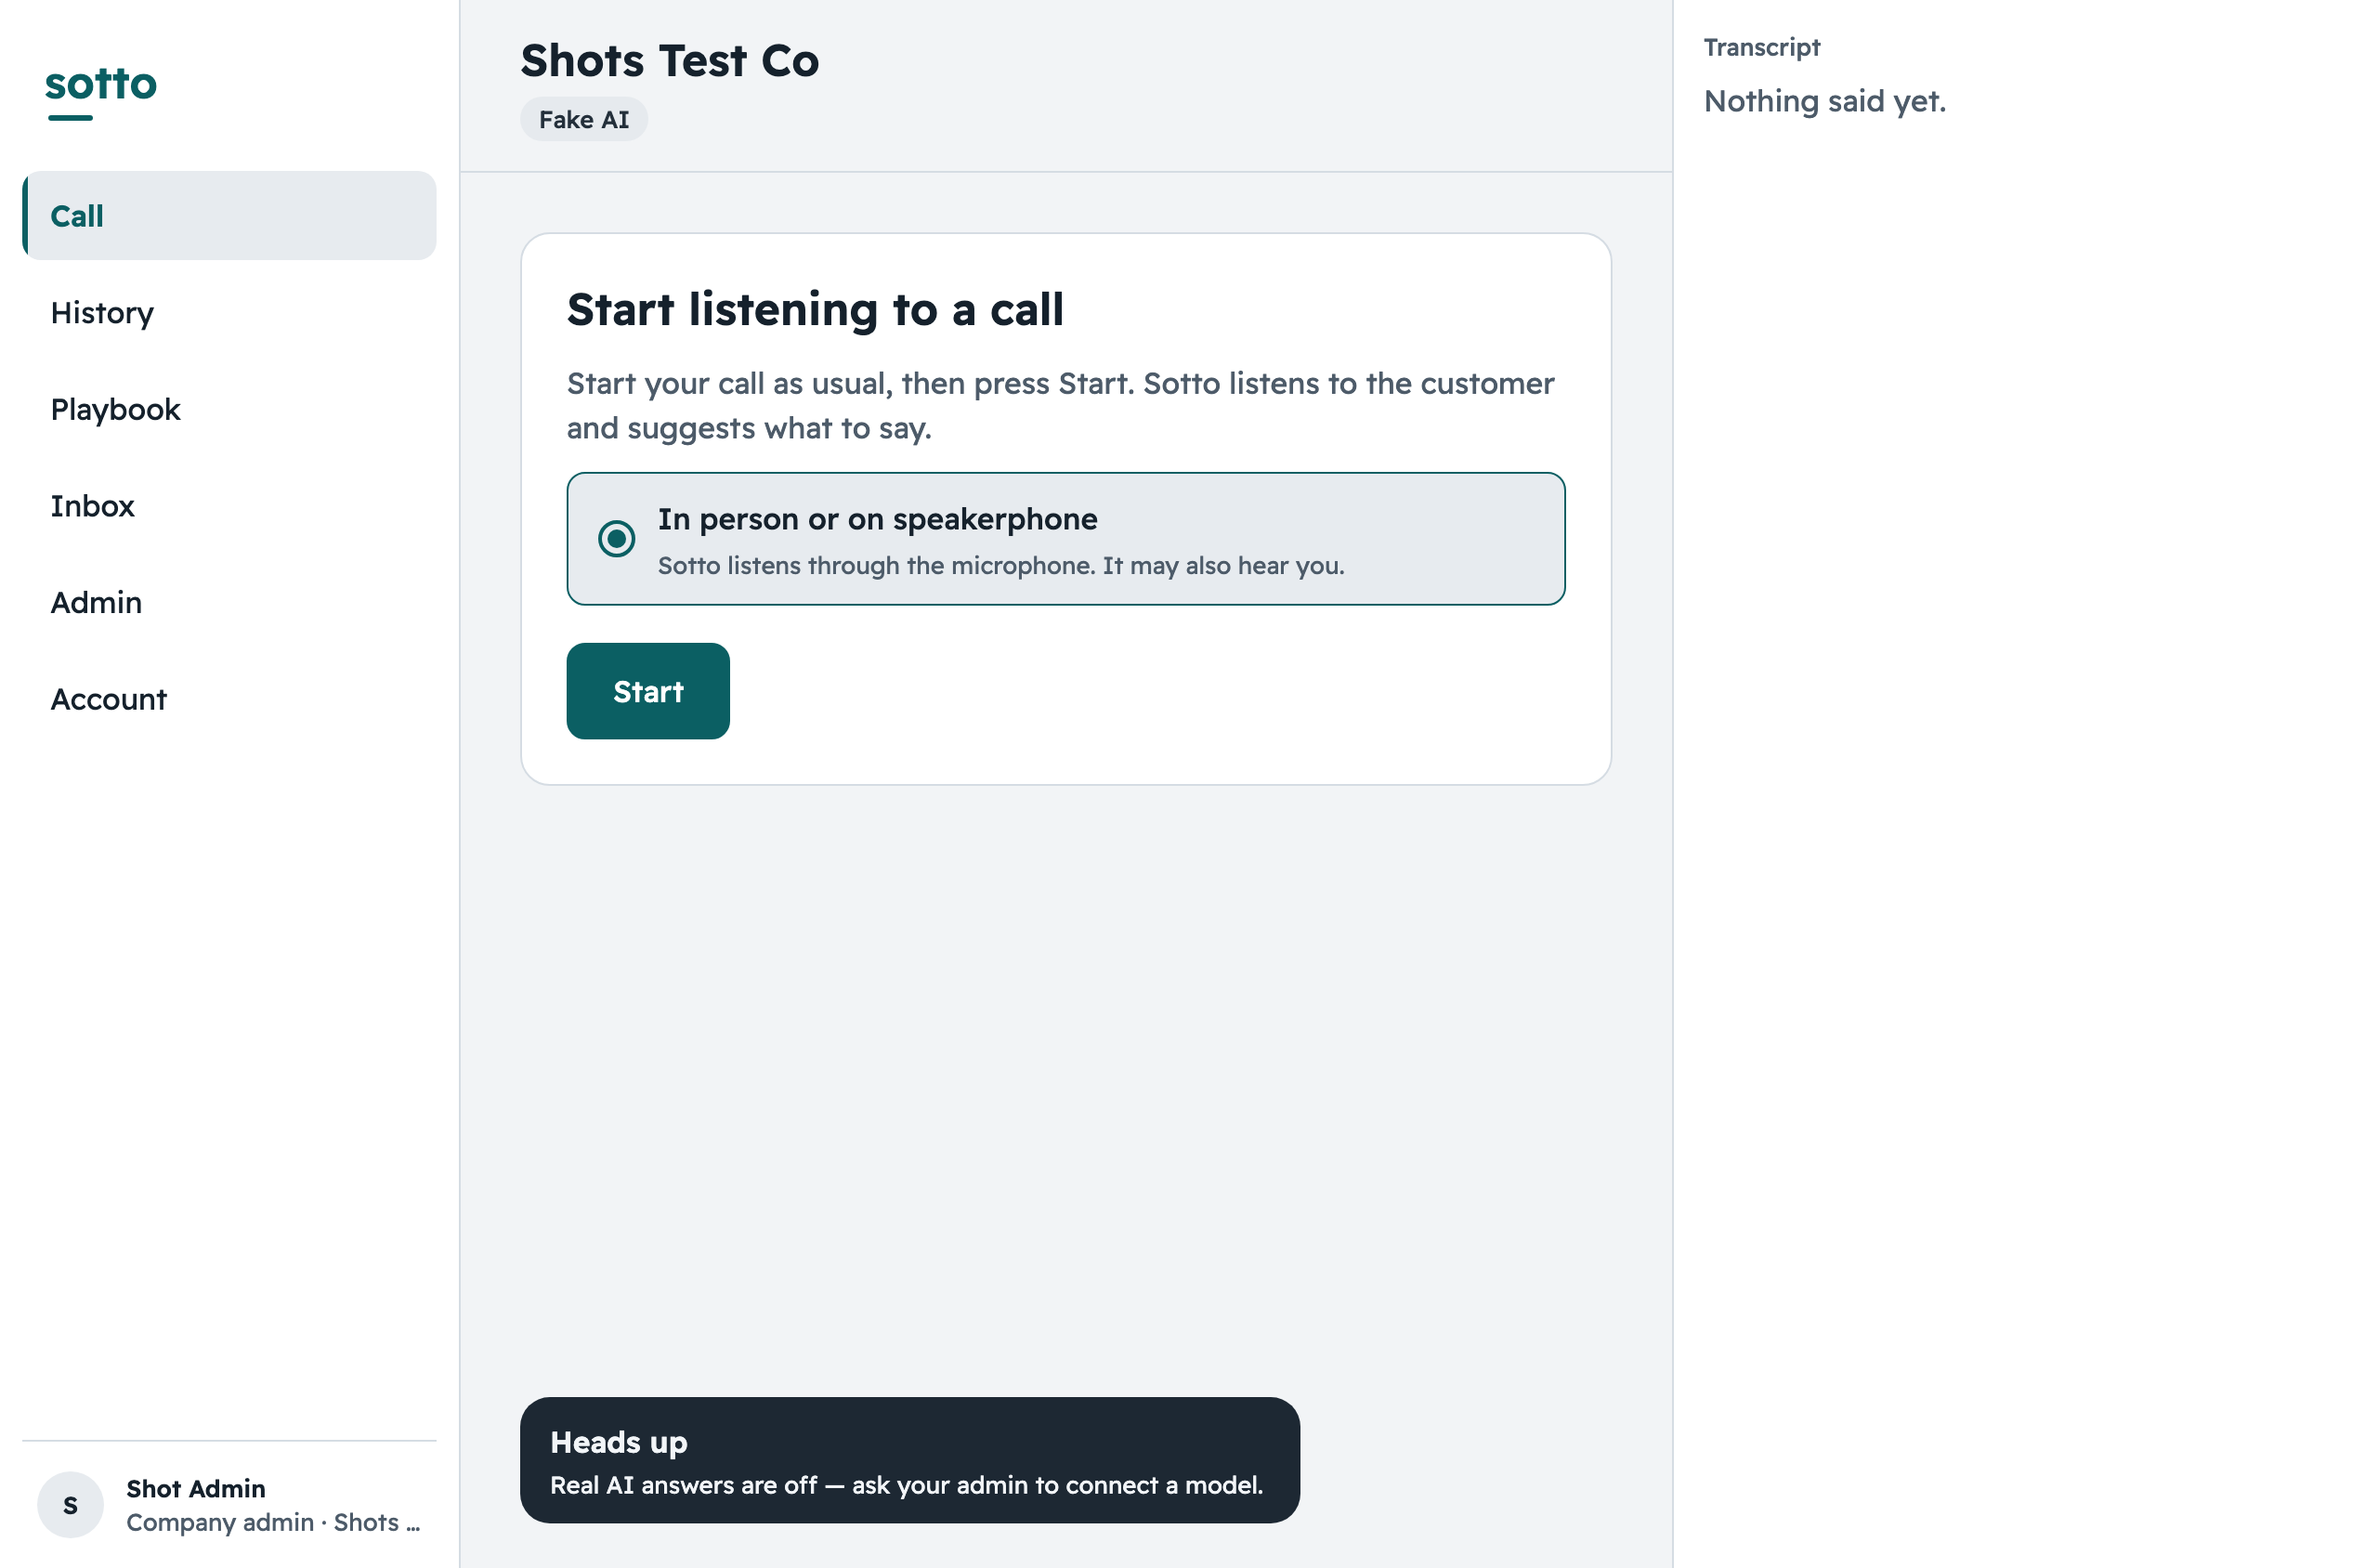 sotto
Call
History
Playbook
Inbox
Admin
Account
S
Shot Admin
Company admin · Shots ...
Shots Test Co
Fake AI
Start listening to a call
Start your call as usual, then press Start. Sotto listens to the customer
and suggests what to say.
In person or on speakerphone
Sotto listens through the microphone. It may also hear you.
Start
Heads up
Real AI answers are off — ask your admin to connect a model.
Transcript
Nothing said yet.